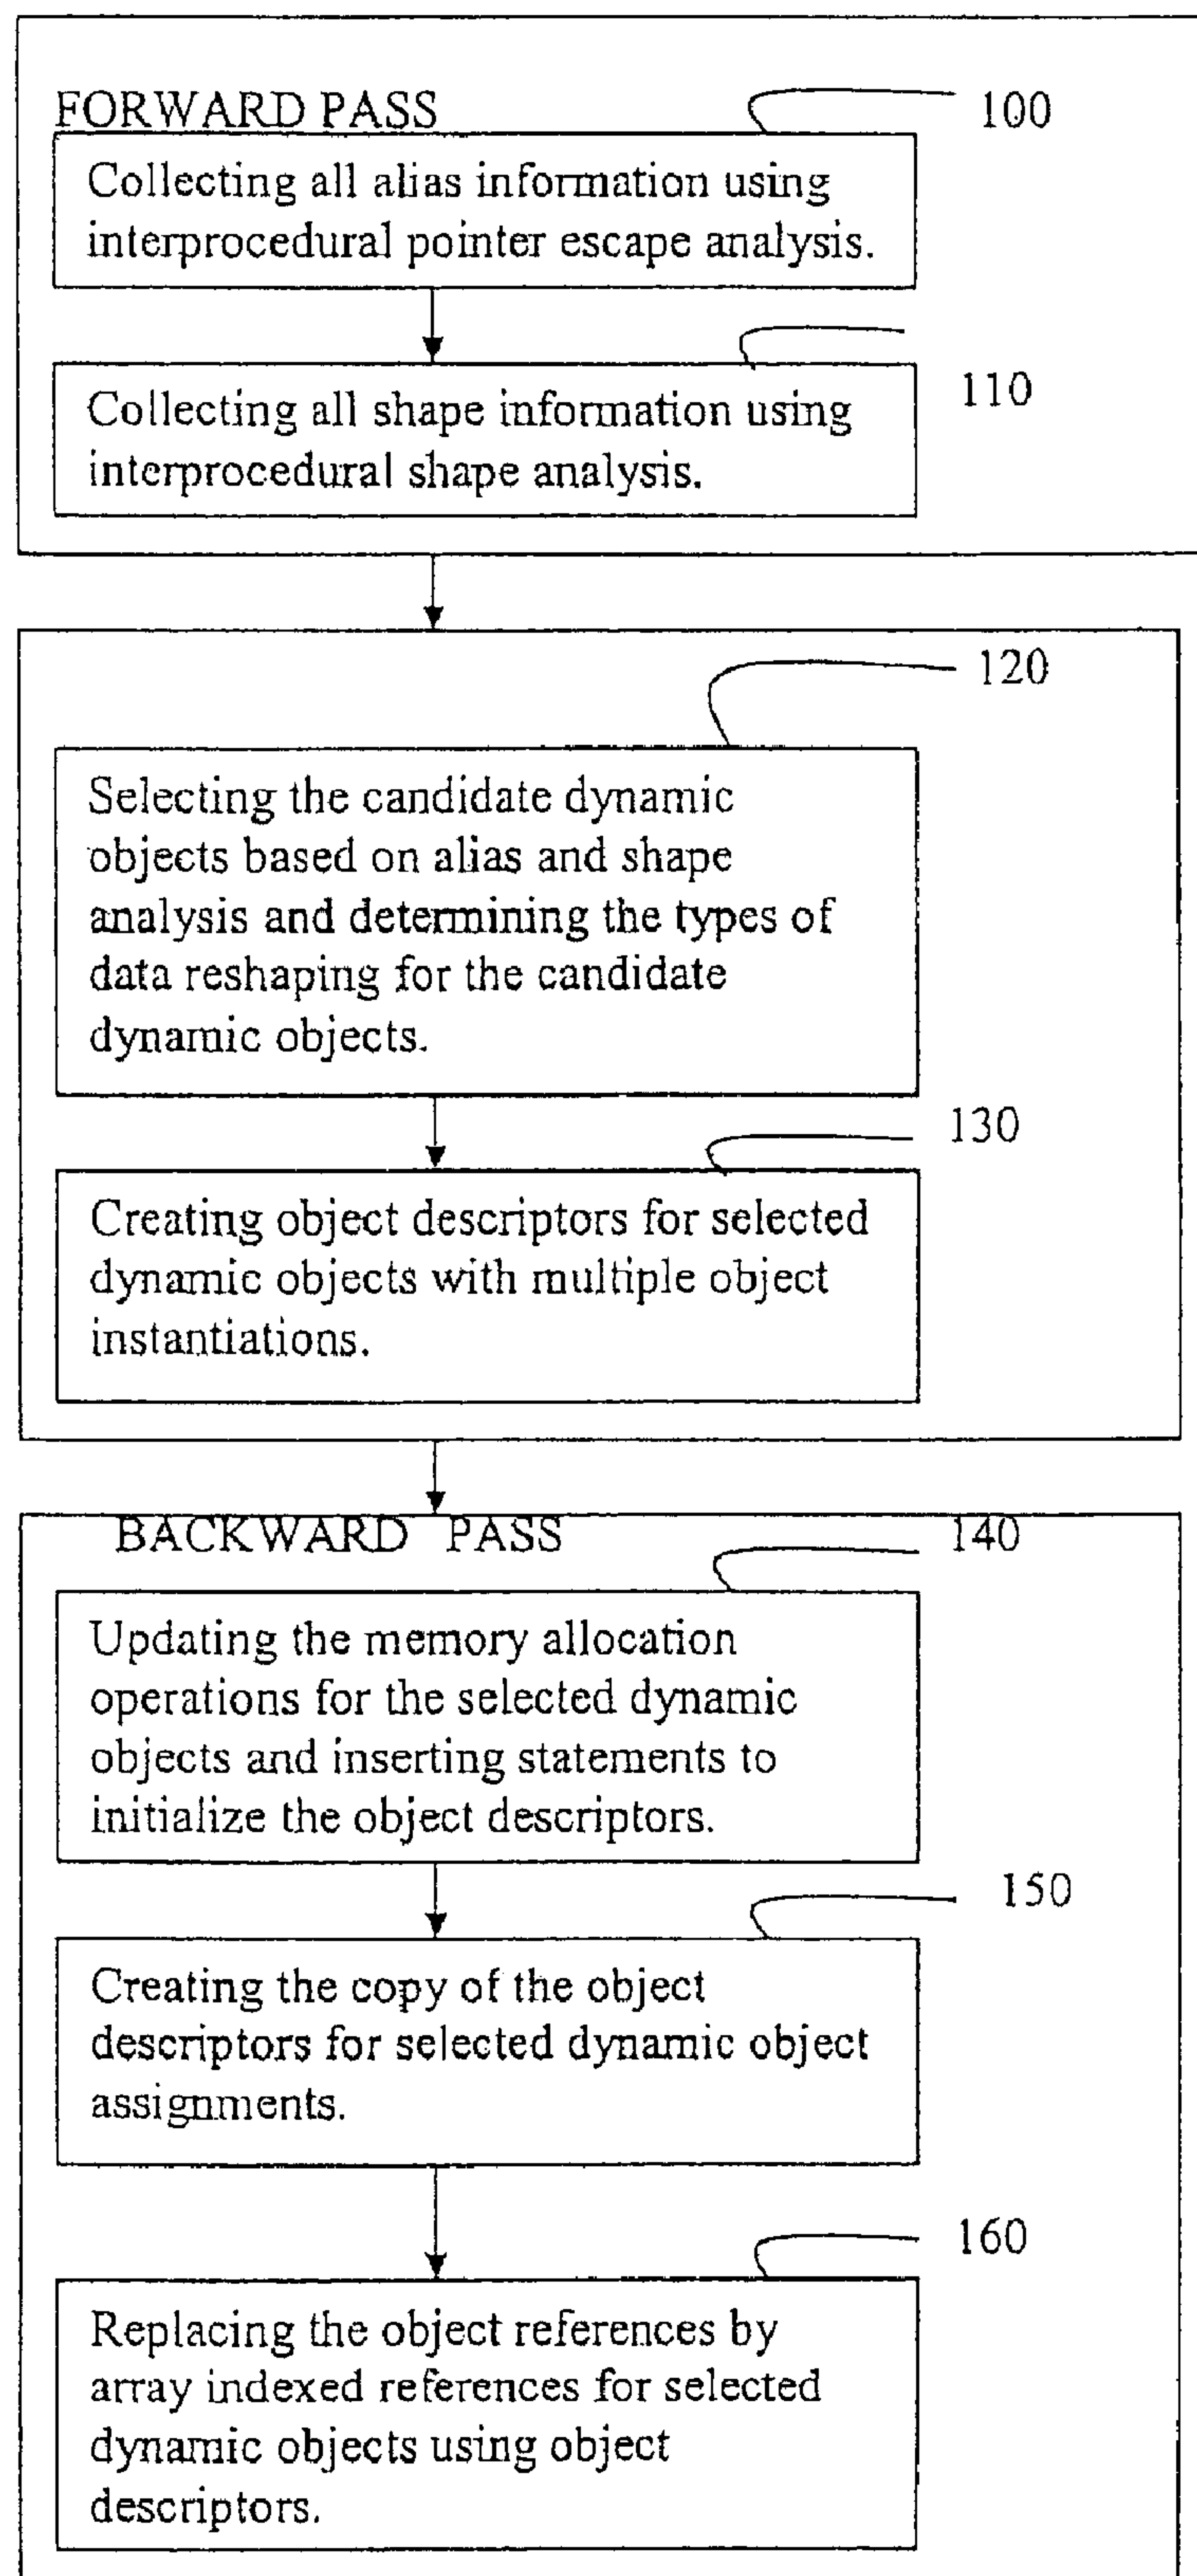 FORWARD PASS
100
Collecting all alias information using
interprocedural pointer escape analysis.
110
Collecting all shape information using
interprocedural shape analysis.
120
Selecting the candidate dynamic
objects based on alias and shape
analysis and determining the types of
data reshaping for the candidate
dynamic objects.
130
Creating object descriptors for selected
dynamic objects with multiple object
instantiations.
BACKWARD PASS
140
Updating the memory allocation
operations for the selected dynamic
objects and inserting statements to
initialize the object descriptors.
150
Creating the copy of the object
descriptors for selected dynamic object
assignments.
160
Replacing the object references by
array indexed references for selected
dynamic objects using object
descriptors.